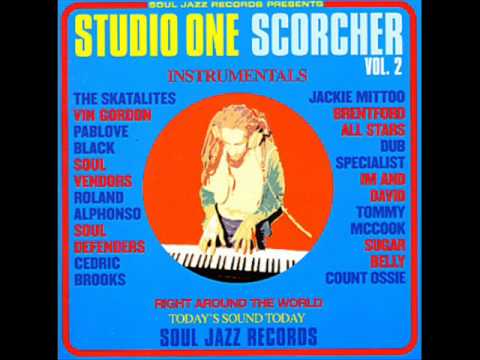 SOUL JAZZ RECORDS PRESENTS
STUDIO ONE SCORCHER
VOL. 2
INSTRUMENTALS
THE SKATALITES
VIN GORDON
PABLOVE
BLACK
SOUL
VENDORS
ROLAND
ALPHONSO
SOUL
DEFENDERS
CEDRIC
BROOKS
JACKIE MITTOO
BRENTFORD
ALL STARS
DUB
SPECIALIST
IM AND
DAVID
TOMMY
MCCOOK
SUGAR
BELLY
COUNT OSSIE
RIGHT AROUND THE WORLD
TODAY'S SOUND TODAY
SOUL JAZZ RECORDS